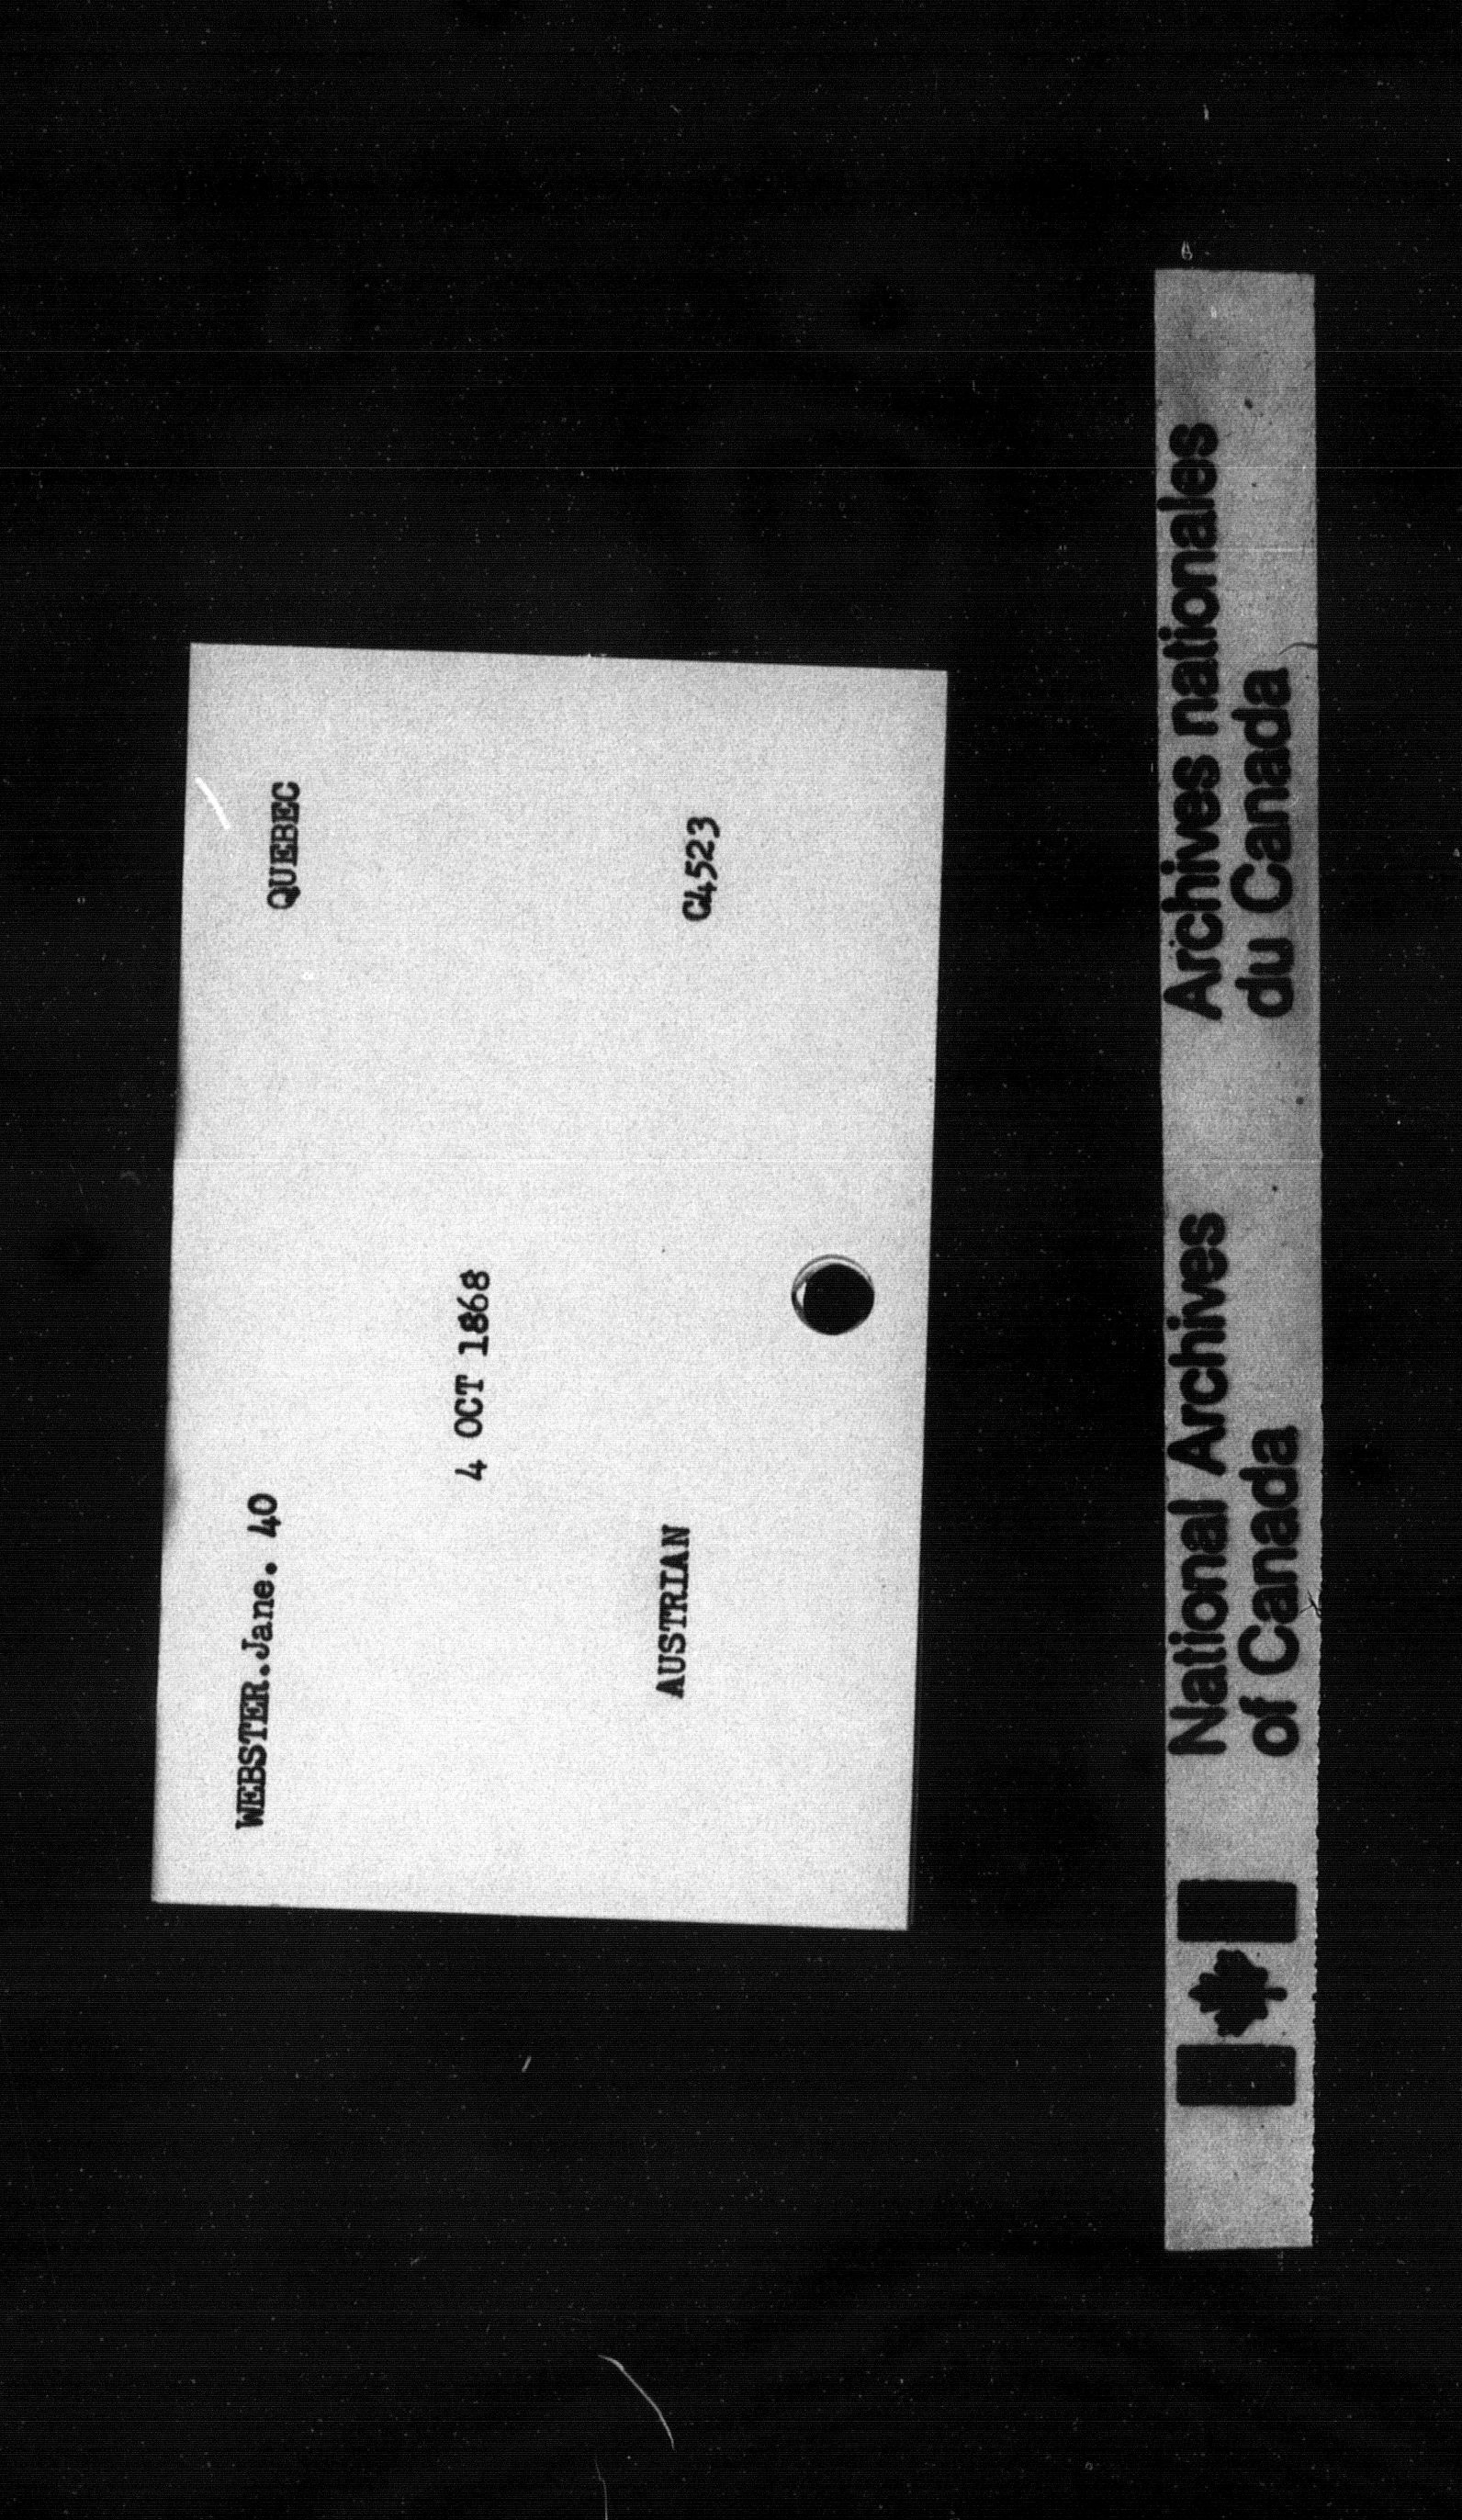 WEBSTER.Jane. 40 QUEBEC
4 OCT 1868
AUSTRIAN C4523
National Archives of Canada
Archives nationales du Canada